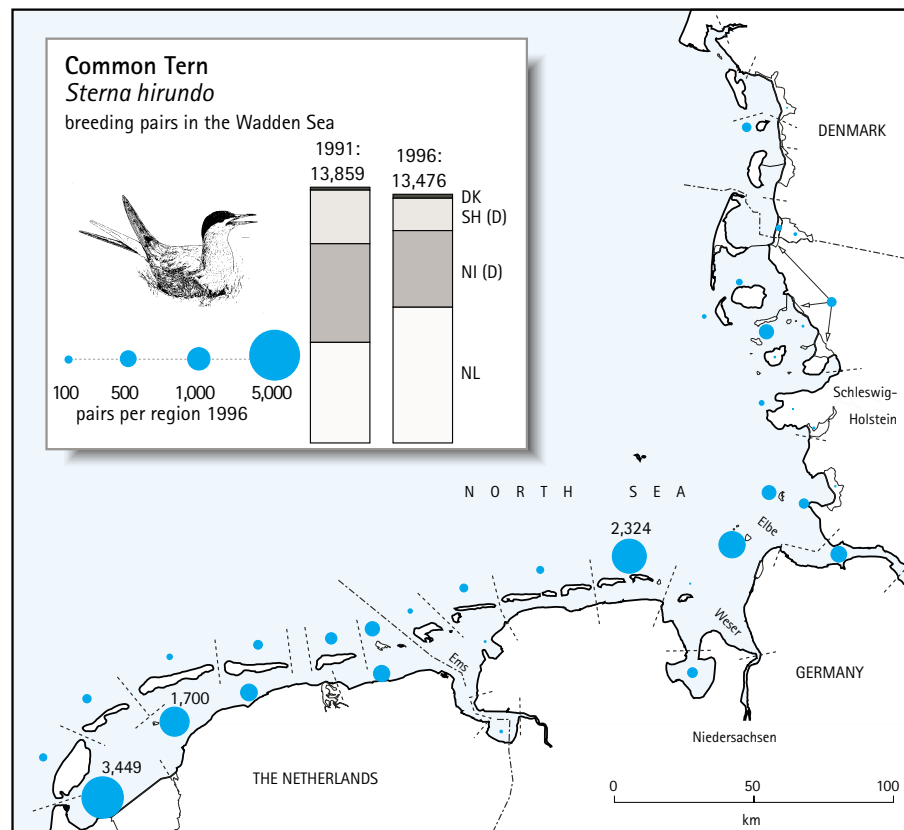 Common Tern
Sterna hirundo
breeding pairs in the Wadden Sea
1991:
13,859
1996:
13,476
DK
SH (D)
NI (D)
NL
100
500
1,000
5,000
pairs per region 1996
DENMARK
Schleswig-
Holstein
NORTH SEA
2,324
Elbe
Weser
Ems
GERMANY
1,700
Niedersachsen
3,449
THE NETHERLANDS
0
50
100
km